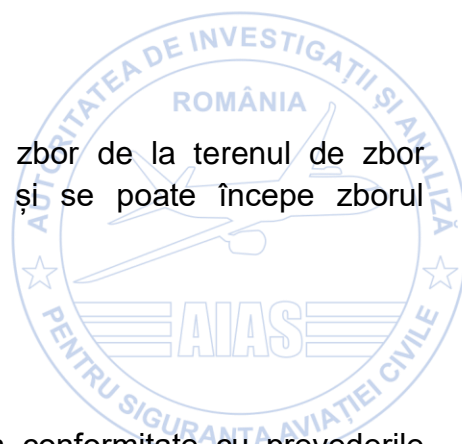 AUTORITATEA DE INVESTIGAȚII ȘI ANALIZĂ
ROMÂNIA
zbor de la terenul de zbor
și se poate începe zborul
AIAS
PENTRU SIGURANȚA AVIAȚIEI CIVILE
conformitate cu prevederile